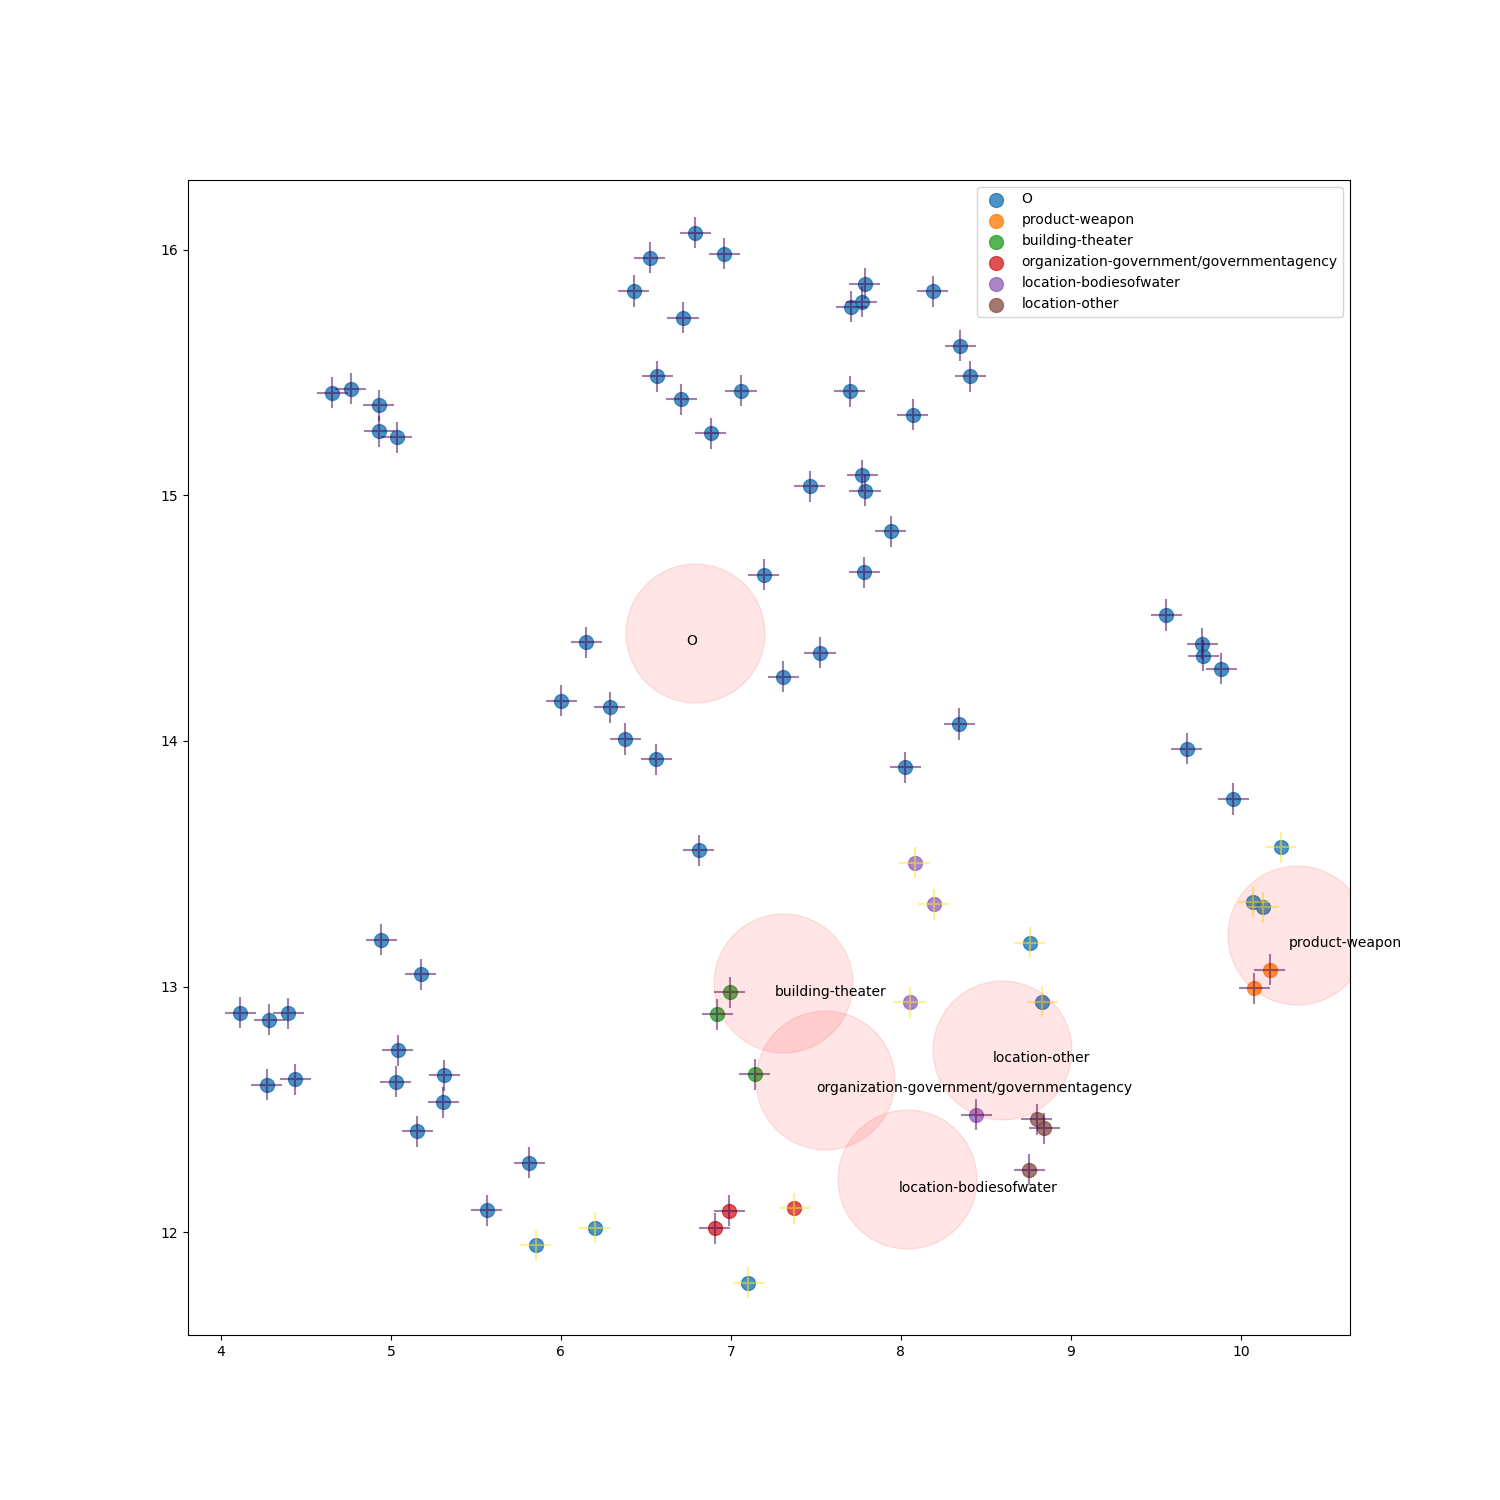 O
product-weapon
building-theater
organization-government/governmentagency
location-bodiesofwater
location-other
16
15
O
14
product-weapon
13
building-theater
location-other
organization-government/governmentagency
location-bodiesofwater
12
4 5 6 7 8 9 10